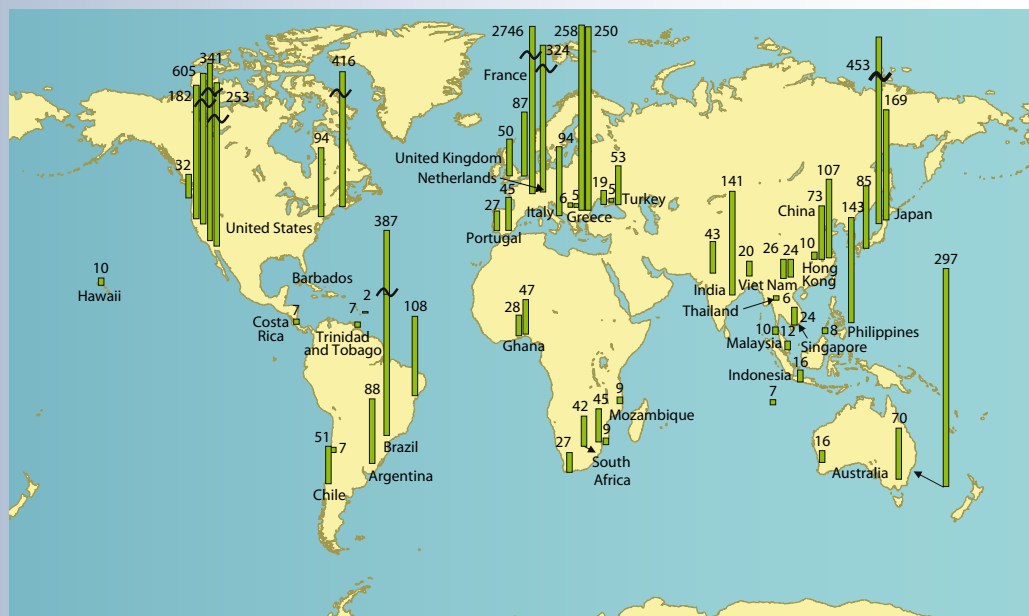 2746
258
250
341
324
605
416
453
France
182
253
169
87
50
94
94
United Kingdom
53
107
32
Netherlands
19
141
85
45
6
5
5
Turkey
73
27
Italy
Greece
China
143
Japan
387
United States
Portugal
43
10
26
24
20
Hong
Kong
297
10
Barbados
India
Viet Nam
Hawaii
2
47
Thailand
6
7
7
108
28
24
Costa
Rica
Trinidad
and Tobago
Ghana
10
12
8
Philippines
Malaysia
Singapore
16
Indonesia
88
9
7
45
42
Mozambique
70
51
7
Brazil
27
9
16
Argentina
South
Africa
Australia
Chile